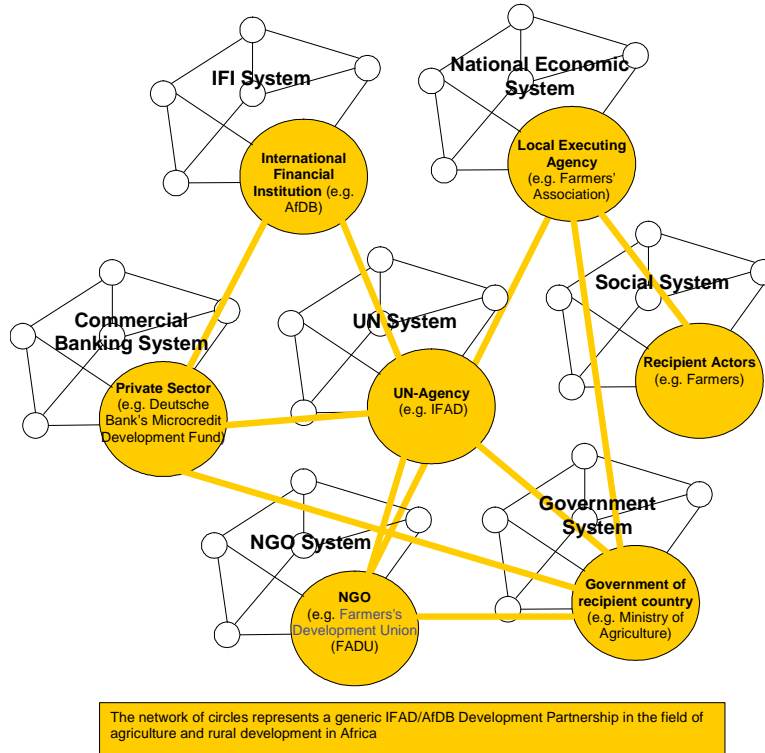 IFI System
National Economic
System
International
Financial
Institution (e.g.
AfDB)
Local Executing
Agency
(e.g. Farmers'
Association)
Commercial
Banking System
UN System
Social System
Private Sector
(e.g. Deutsche
Bank's Microcredit
Development Fund)
UN-Agency
(e.g. IFAD)
Recipient Actors
(e.g. Farmers)
NGO System
Government
System
NGO
(e.g. Farmers's
Development Union
(FADU)
Government of
recipient country
(e.g. Ministry of
Agriculture)
The network of circles represents a generic IFAD/AfDB Development Partnership in the field of
agriculture and rural development in Africa